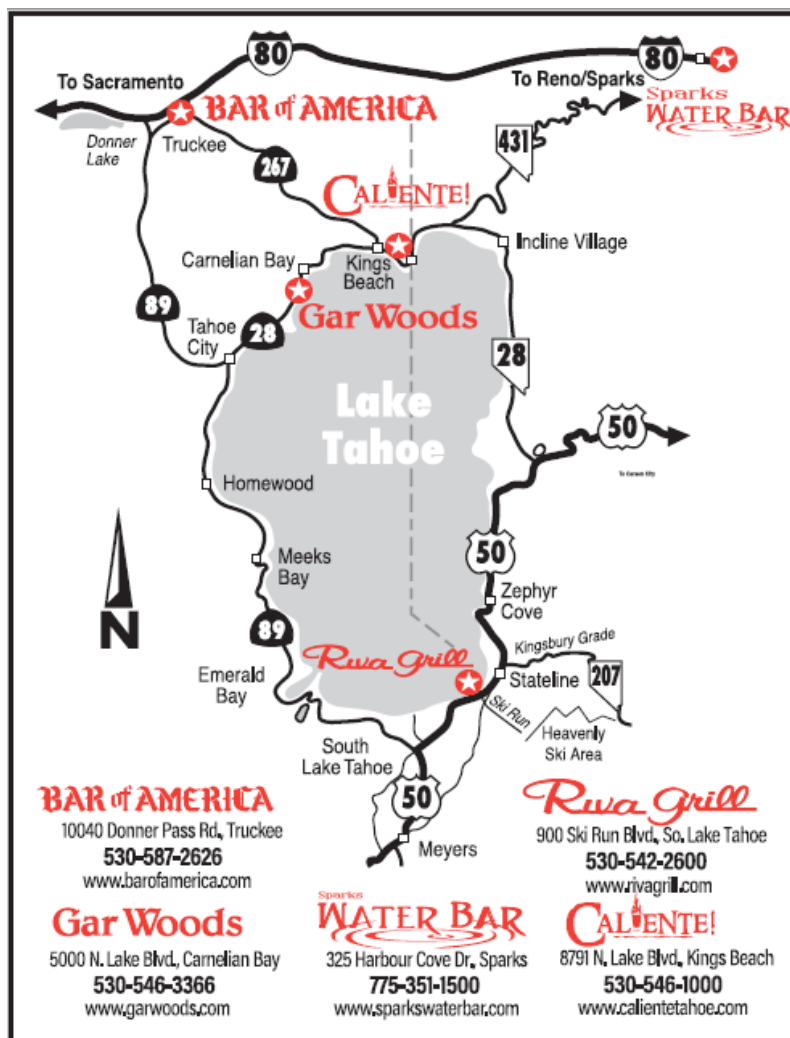 80
80
To Sacramento
To Reno/Sparks
BAR of AMERICA
Sparks
WATER BAR
Donner
Lake
Truckee
431
267
CALIENTE!
Incline Village
Carnelian Bay
Kings
Beach
89
Gar Woods
Tahoe
City
28
28
Lake
Tahoe
50
To Carson City
Homewood
50
Meeks
Bay
Zephyr
Cove
N
89
Kingsbury Grade
Riva Grill
Emerald
Bay
Stateline
207
Ski Run
Heavenly
Ski Area
South
Lake Tahoe
50
Meyers
BAR of AMERICA
10040 Donner Pass Rd., Truckee
530-587-2626
www.barofamerica.com
Riva Grill
900 Ski Run Blvd., So. Lake Tahoe
530-542-2600
www.rivagrill.com
Gar Woods
5000 N. Lake Blvd., Carnelian Bay
530-546-3366
www.garwoods.com
Sparks
WATER BAR
325 Harbour Cove Dr., Sparks
775-351-1500
www.sparkswaterbar.com
CALIENTE!
8791 N. Lake Blvd., Kings Beach
530-546-1000
www.calientetahoe.com